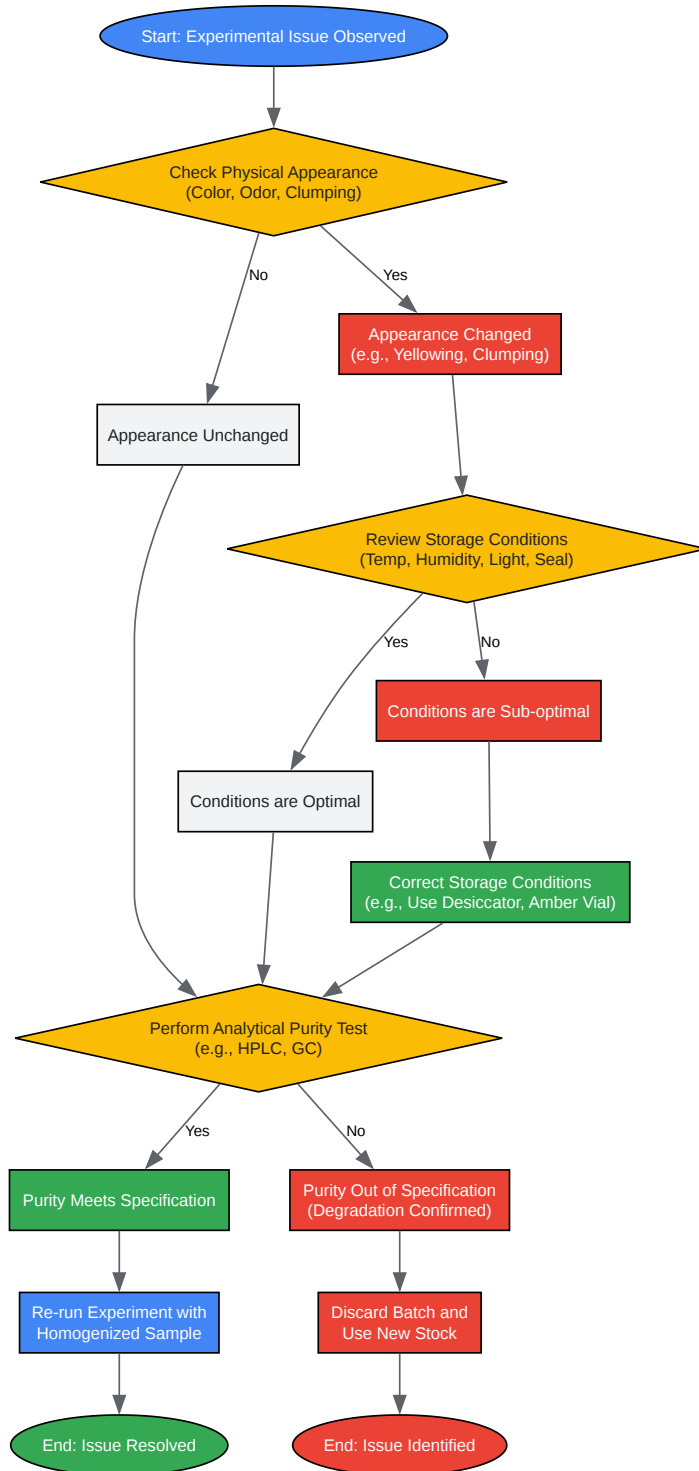 Start: Experimental Issue Observed
Check Physical Appearance
(Color, Odor, Clumping)
No
Yes
Appearance Changed
(e.g., Yellowing, Clumping)
Appearance Unchanged
Review Storage Conditions
(Temp, Humidity, Light, Seal)
Yes
No
Conditions are Sub-optimal
Conditions are Optimal
Correct Storage Conditions
(e.g., Use Desiccator, Amber Vial)
Perform Analytical Purity Test
(e.g., HPLC, GC)
Yes
No
Purity Meets Specification
Purity Out of Specification
(Degradation Confirmed)
Re-run Experiment with
Homogenized Sample
Discard Batch and
Use New Stock
End: Issue Resolved
End: Issue Identified